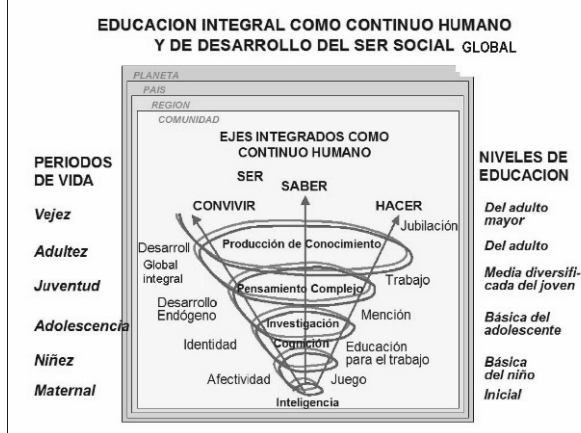 EDUCACION INTEGRAL COMO CONTINUO HUMANO
Y DE DESARROLLO DEL SER SOCIAL GLOBAL
PLANETA
PAIS
REGION
COMUNIDAD
EJES INTEGRADOS COMO
CONTINUO HUMANO
PERIODOS
DE VIDA
NIVELES DE
EDUCACION
SER
SABER
CONVIVIR
HACER
Vejez
Jubilación
Del adulto
mayor
Adultez
Desarroll
Global
integral
Producción de Conocimiento
Del adulto
Juventud
Pensamiento Complejo
Trabajo
Media diversifi-
cada del joven
Desarrollo
Endógeno
Mención
Adolescencia
Investigación
Básica del
adolescente
Identidad
Cognición
Educación
para el trabajo
Niñez
Básica
del niño
Afectividad
Juego
Maternal
Inteligencia
Inicial